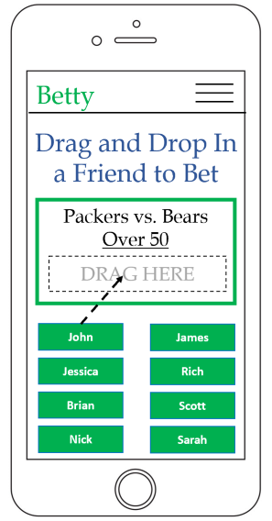 Betty
Drag and Drop In
a Friend to Bet
Packers vs. Bears
Over 50
DRAG HERE
John
James
Jessica
Rich
Brian
Scott
Nick
Sarah